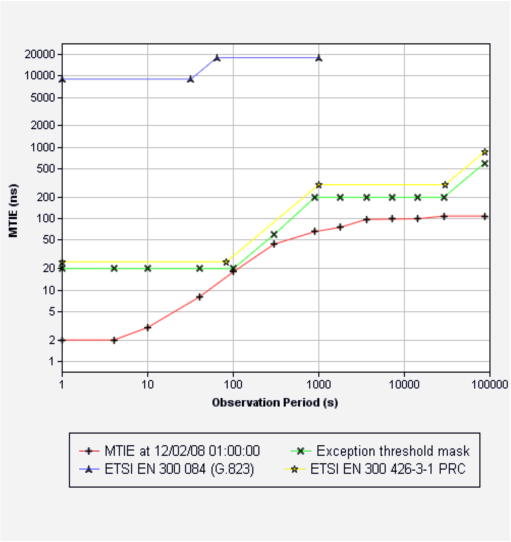 20000
10000
5000
2000
1000
500
200
100
50
20
10
5
2
1
MTIE (ns)
1 10 100 1000 10000 100000
Observation Period (s)
MTIE at 12/02/08 01:00:00
Exception threshold mask
ETSI EN 300 084 (G.823)
ETSI EN 300 426-3-1 PRC